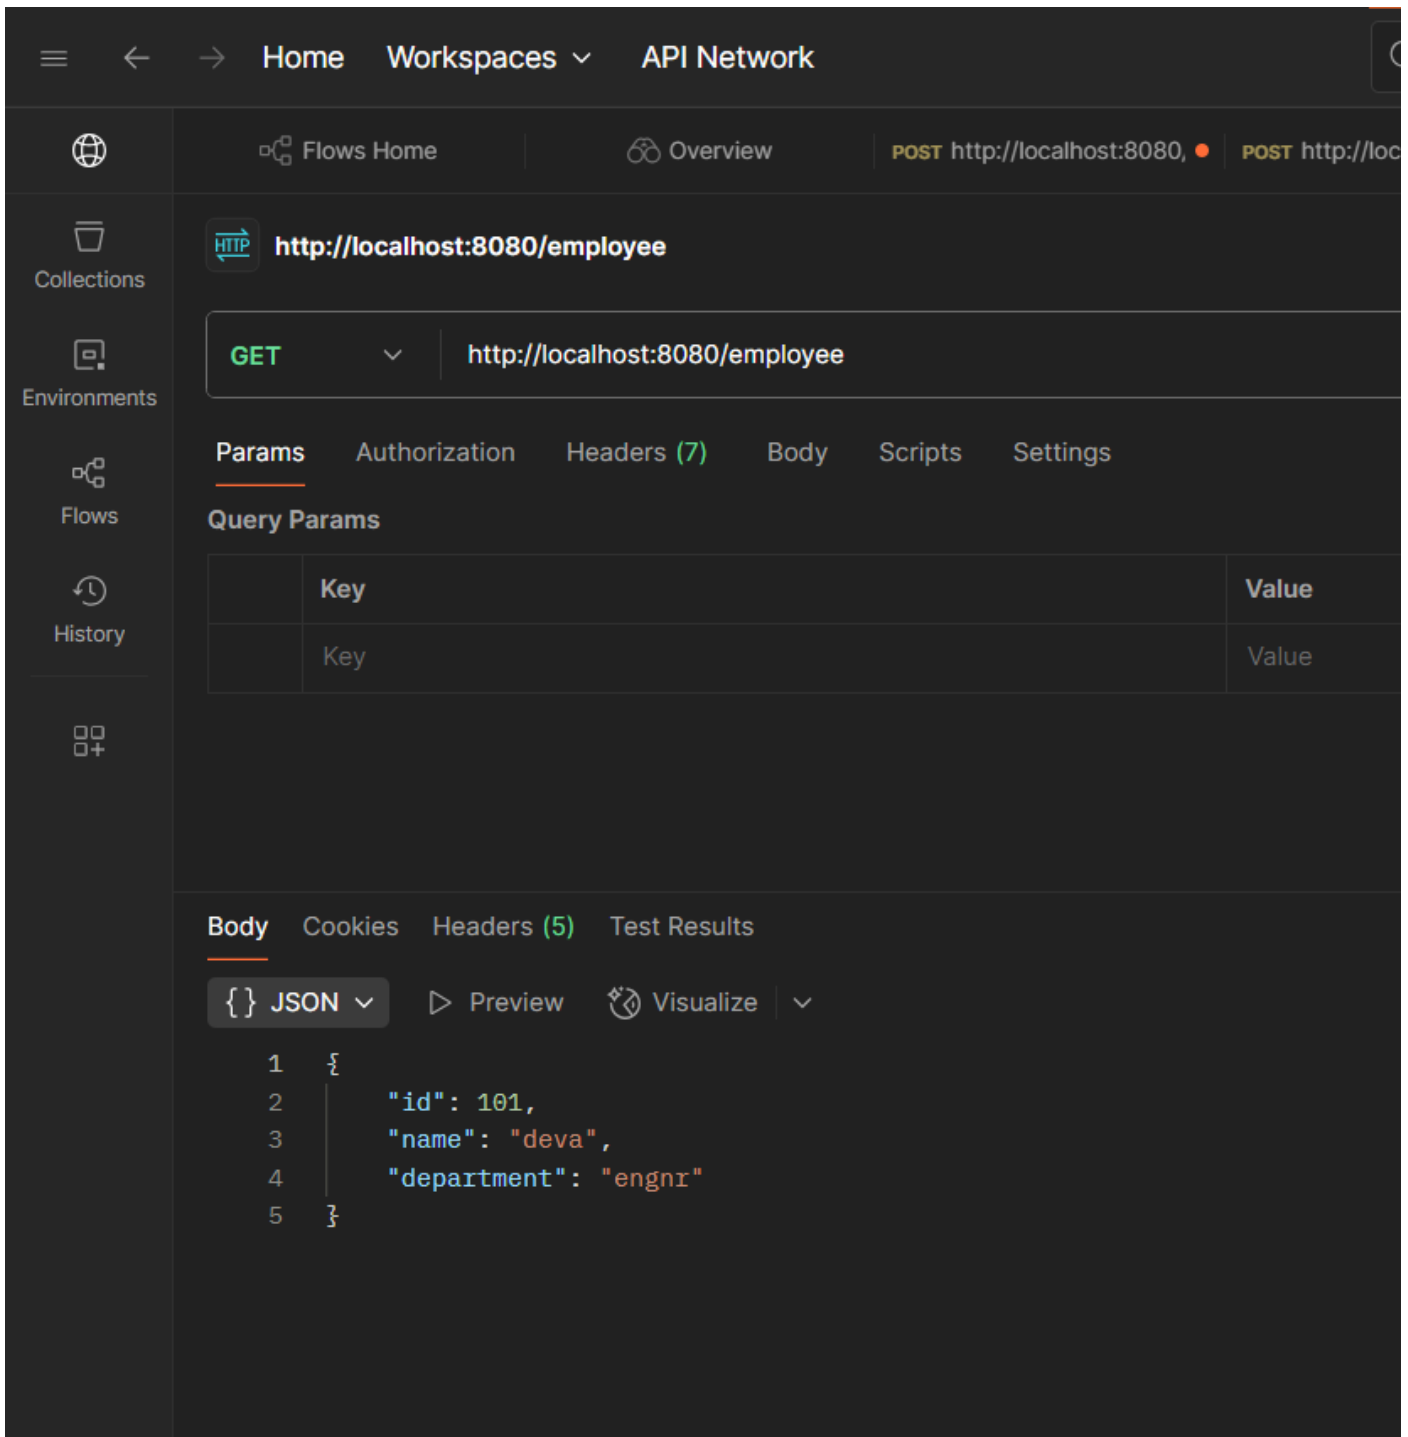 Home Workspaces API Network
Flows Home Overview POST http://localhost:8080, POST http://loc
HTTP http://localhost:8080/employee
Collections
GET http://localhost:8080/employee
Environments
Params Authorization Headers (7) Body Scripts Settings
Flows
Query Params
Key Value
History
Key Value
Body Cookies Headers (5) Test Results
{} JSON Preview Visualize
1 {
2 "id": 101,
3 "name": "deva",
4 "department": "engnr"
5 }